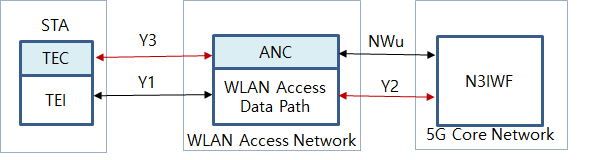 STA
TEC
TEI
Y3
Y1
ANC
WLAN Access
Data Path
WLAN Access Network
NWu
Y2
N3IWF
5G Core Network